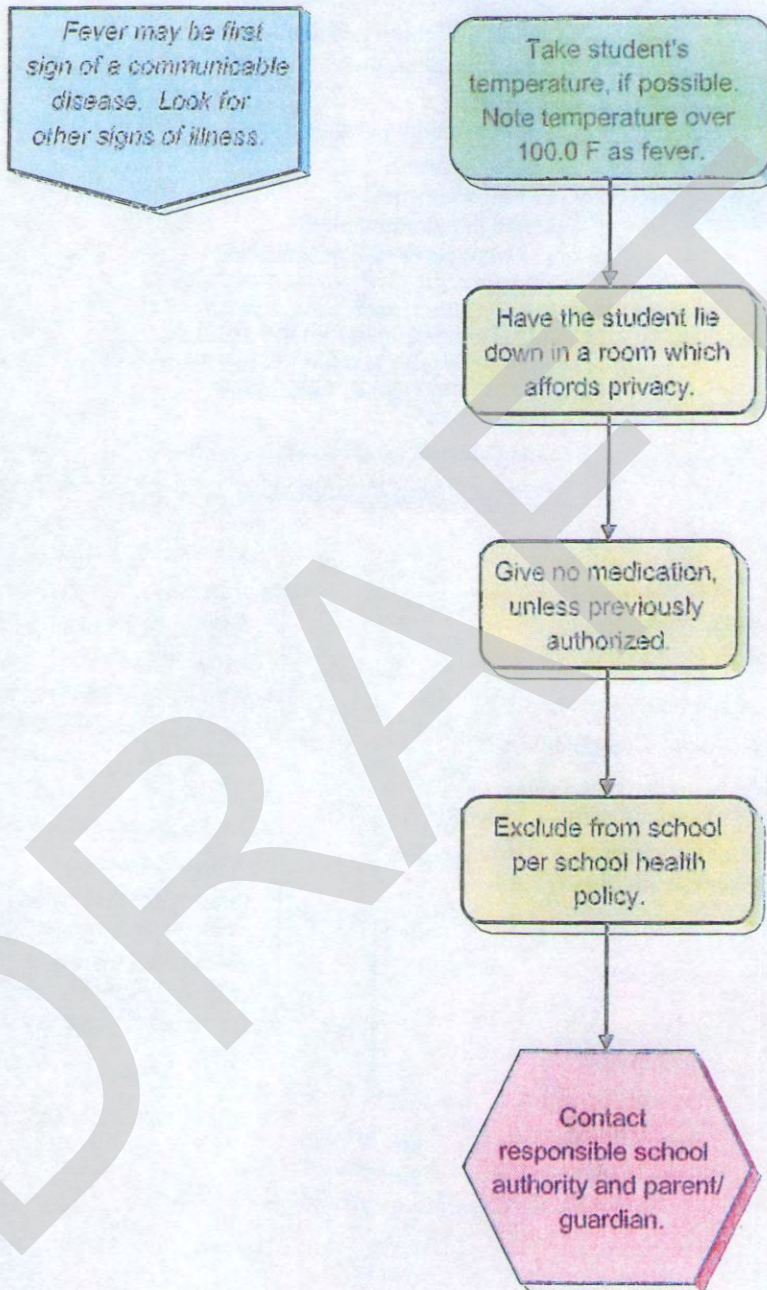 Fever may be first
sign of a communicable
disease. Look for
other signs of illness.
Take student's
temperature, if possible.
Note temperature over
100.0 F as fever.
Have the student lie
down in a room which
affords privacy.
Give no medication,
unless previously
authorized.
Exclude from school
per school health
policy.
Contact
responsible school
authority and parent/
guardian.
DRAFT